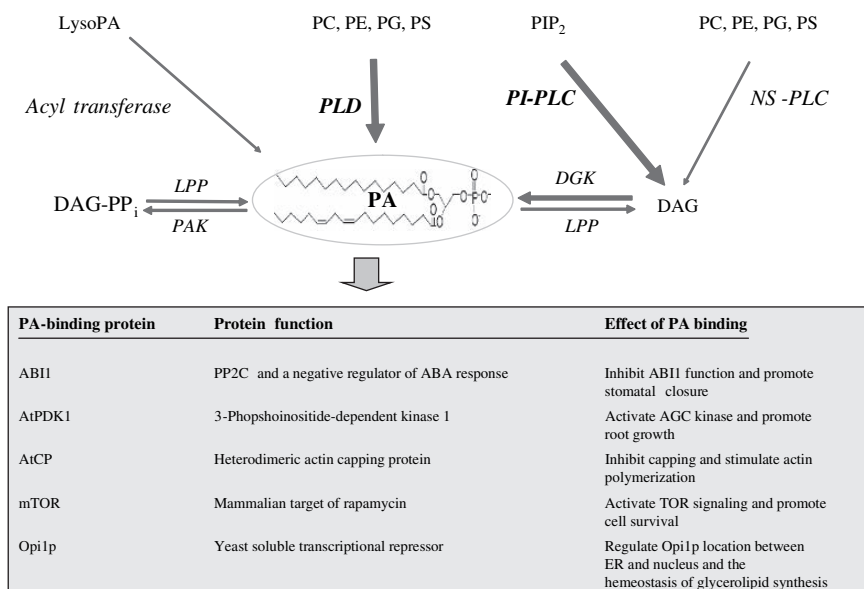 LysoPA
PC, PE, PG, PS
PIP2
PC, PE, PG, PS
Acyl transferase
PLD
PI-PLC
NS -PLC
DAG-PPi
LPP
PAK
PA
O
O
O
O
O
P
O
O
O
DGK
LPP
DAG
PA-binding protein Protein function Effect of PA binding
ABI1 PP2C and a negative regulator of ABA response Inhibit ABI1 function and promote
stomatal closure
AtPDK1 3-Phopshoinositide-dependent kinase 1 Activate AGC kinase and promote
root growth
AtCP Heterodimeric actin capping protein Inhibit capping and stimulate actin
polymerization
mTOR Mammalian target of rapamycin Activate TOR signaling and promote
cell survival
Opi1p Yeast soluble transcriptional repressor Regulate Opi1p location between
ER and nucleus and the
hemeostasis of glycerolipid synthesis